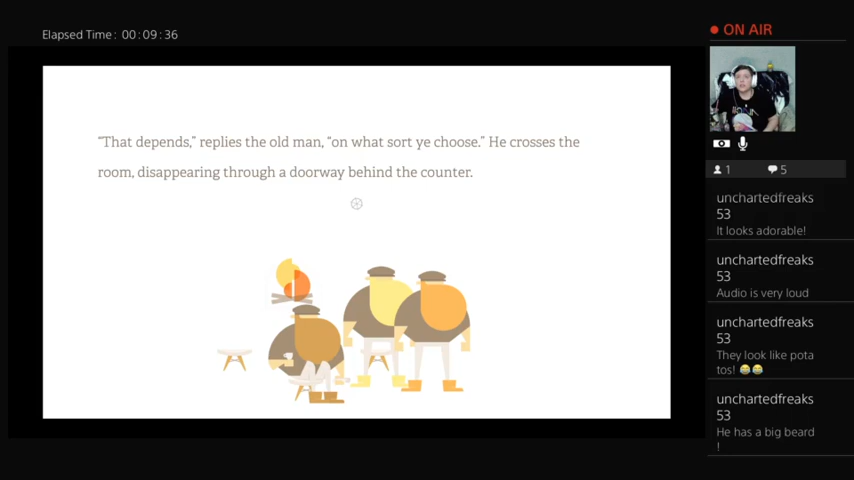 Elapsed Time: 00:09:36
ON AIR
“That depends,” replies the old man, “on what sort ye choose.” He crosses the
room, disappearing through a doorway behind the counter.
1 5
unchartedfreaks
53
It looks adorable!
unchartedfreaks
53
Audio is very loud
unchartedfreaks
53
They look like pota
tos! 😂😂
unchartedfreaks
53
He has a big beard
!